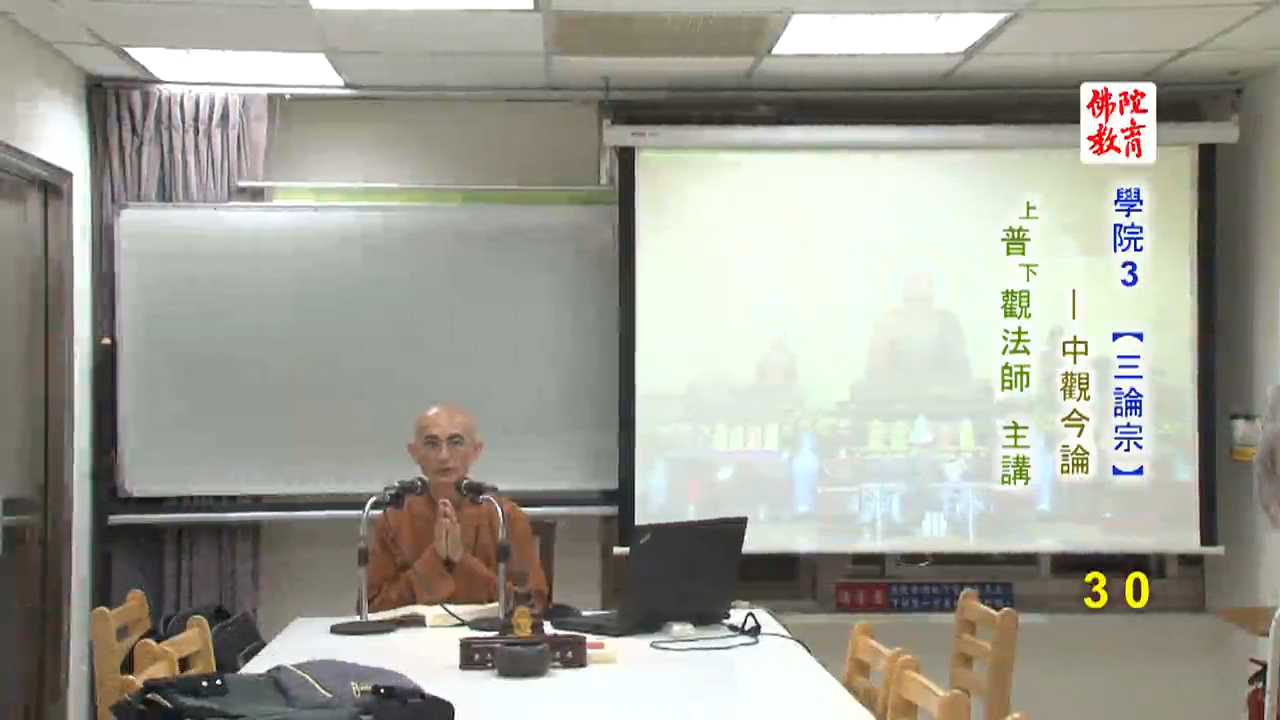 佛陀
教育
學院3 【三論宗】
—中觀今論
上普下觀法師 主講
30